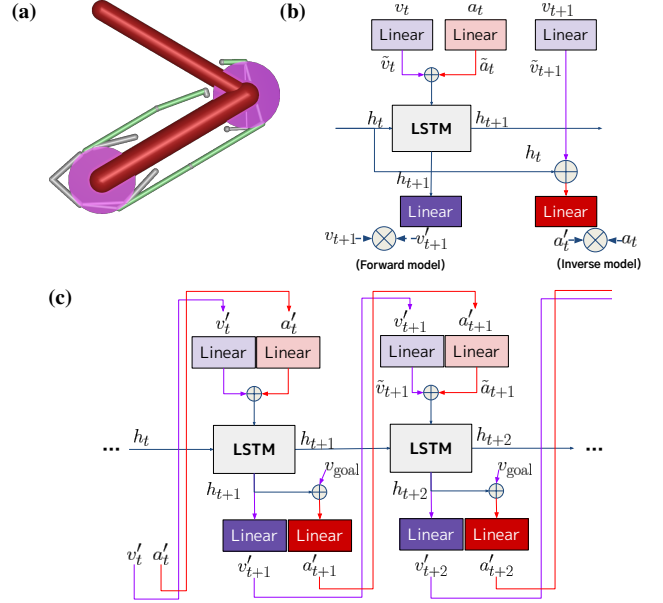 (a)
(b)
v_t a_t v_{t+1}
Linear Linear Linear
ṽ_t ã_t ṽ_{t+1}
h_t LSTM h_{t+1}
h_t
h_{t+1}
Linear Linear
v_{t+1} v'_{t+1} a'_t a_t
(Forward model) (Inverse model)
(c)
v'_t a'_t v'_{t+1} a'_{t+1}
Linear Linear Linear Linear
ṽ_{t+1} ã_{t+1}
... h_t LSTM h_{t+1} LSTM h_{t+2} ...
h_{t+1} v_goal h_{t+2} v_goal
Linear Linear Linear Linear
v'_t a'_t v'_{t+1} a'_{t+1} v'_{t+2} a'_{t+2}